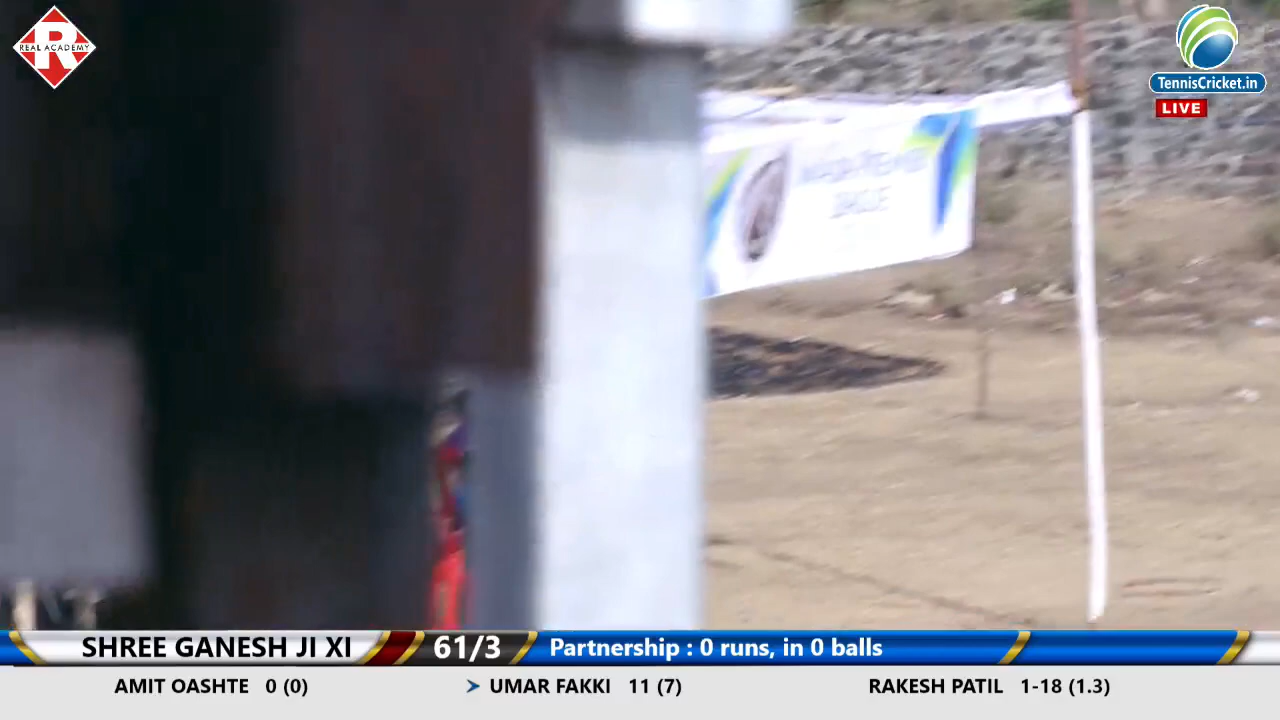 REAL ACADEMY
R
TennisCricket.in
LIVE
SHREE GANESH JI XI 61/3 Partnership : 0 runs, in 0 balls
AMIT OASHTE 0 (0) UMAR FAKKI 11 (7) RAKESH PATIL 1-18 (1.3)